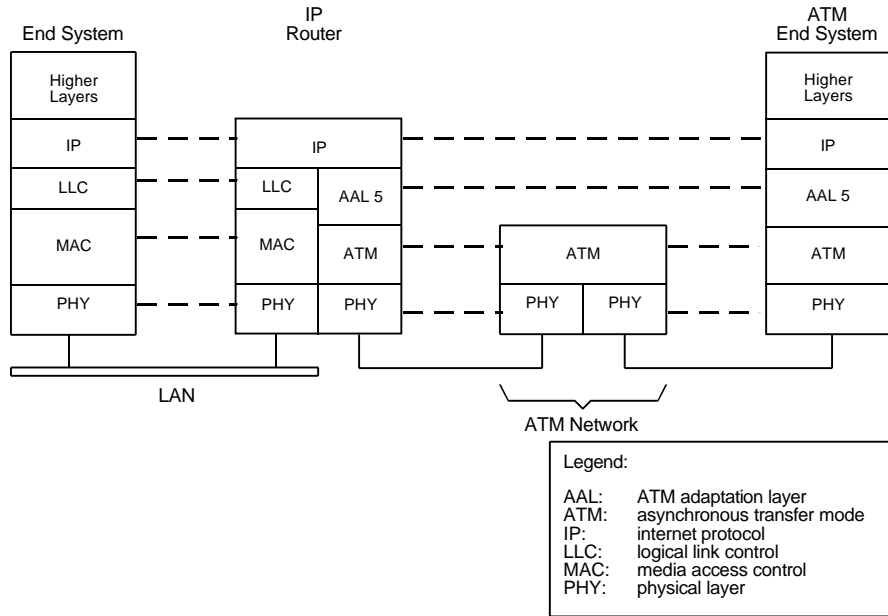 End System
IP
Router
ATM
End System
Higher
Layers
IP
LLC
MAC
PHY
IP
LLC
MAC
PHY
AAL 5
ATM
PHY
ATM
PHY
PHY
Higher
Layers
IP
AAL 5
ATM
PHY
LAN
ATM Network
Legend:
AAL: ATM adaptation layer
ATM: asynchronous transfer mode
IP: internet protocol
LLC: logical link control
MAC: media access control
PHY: physical layer